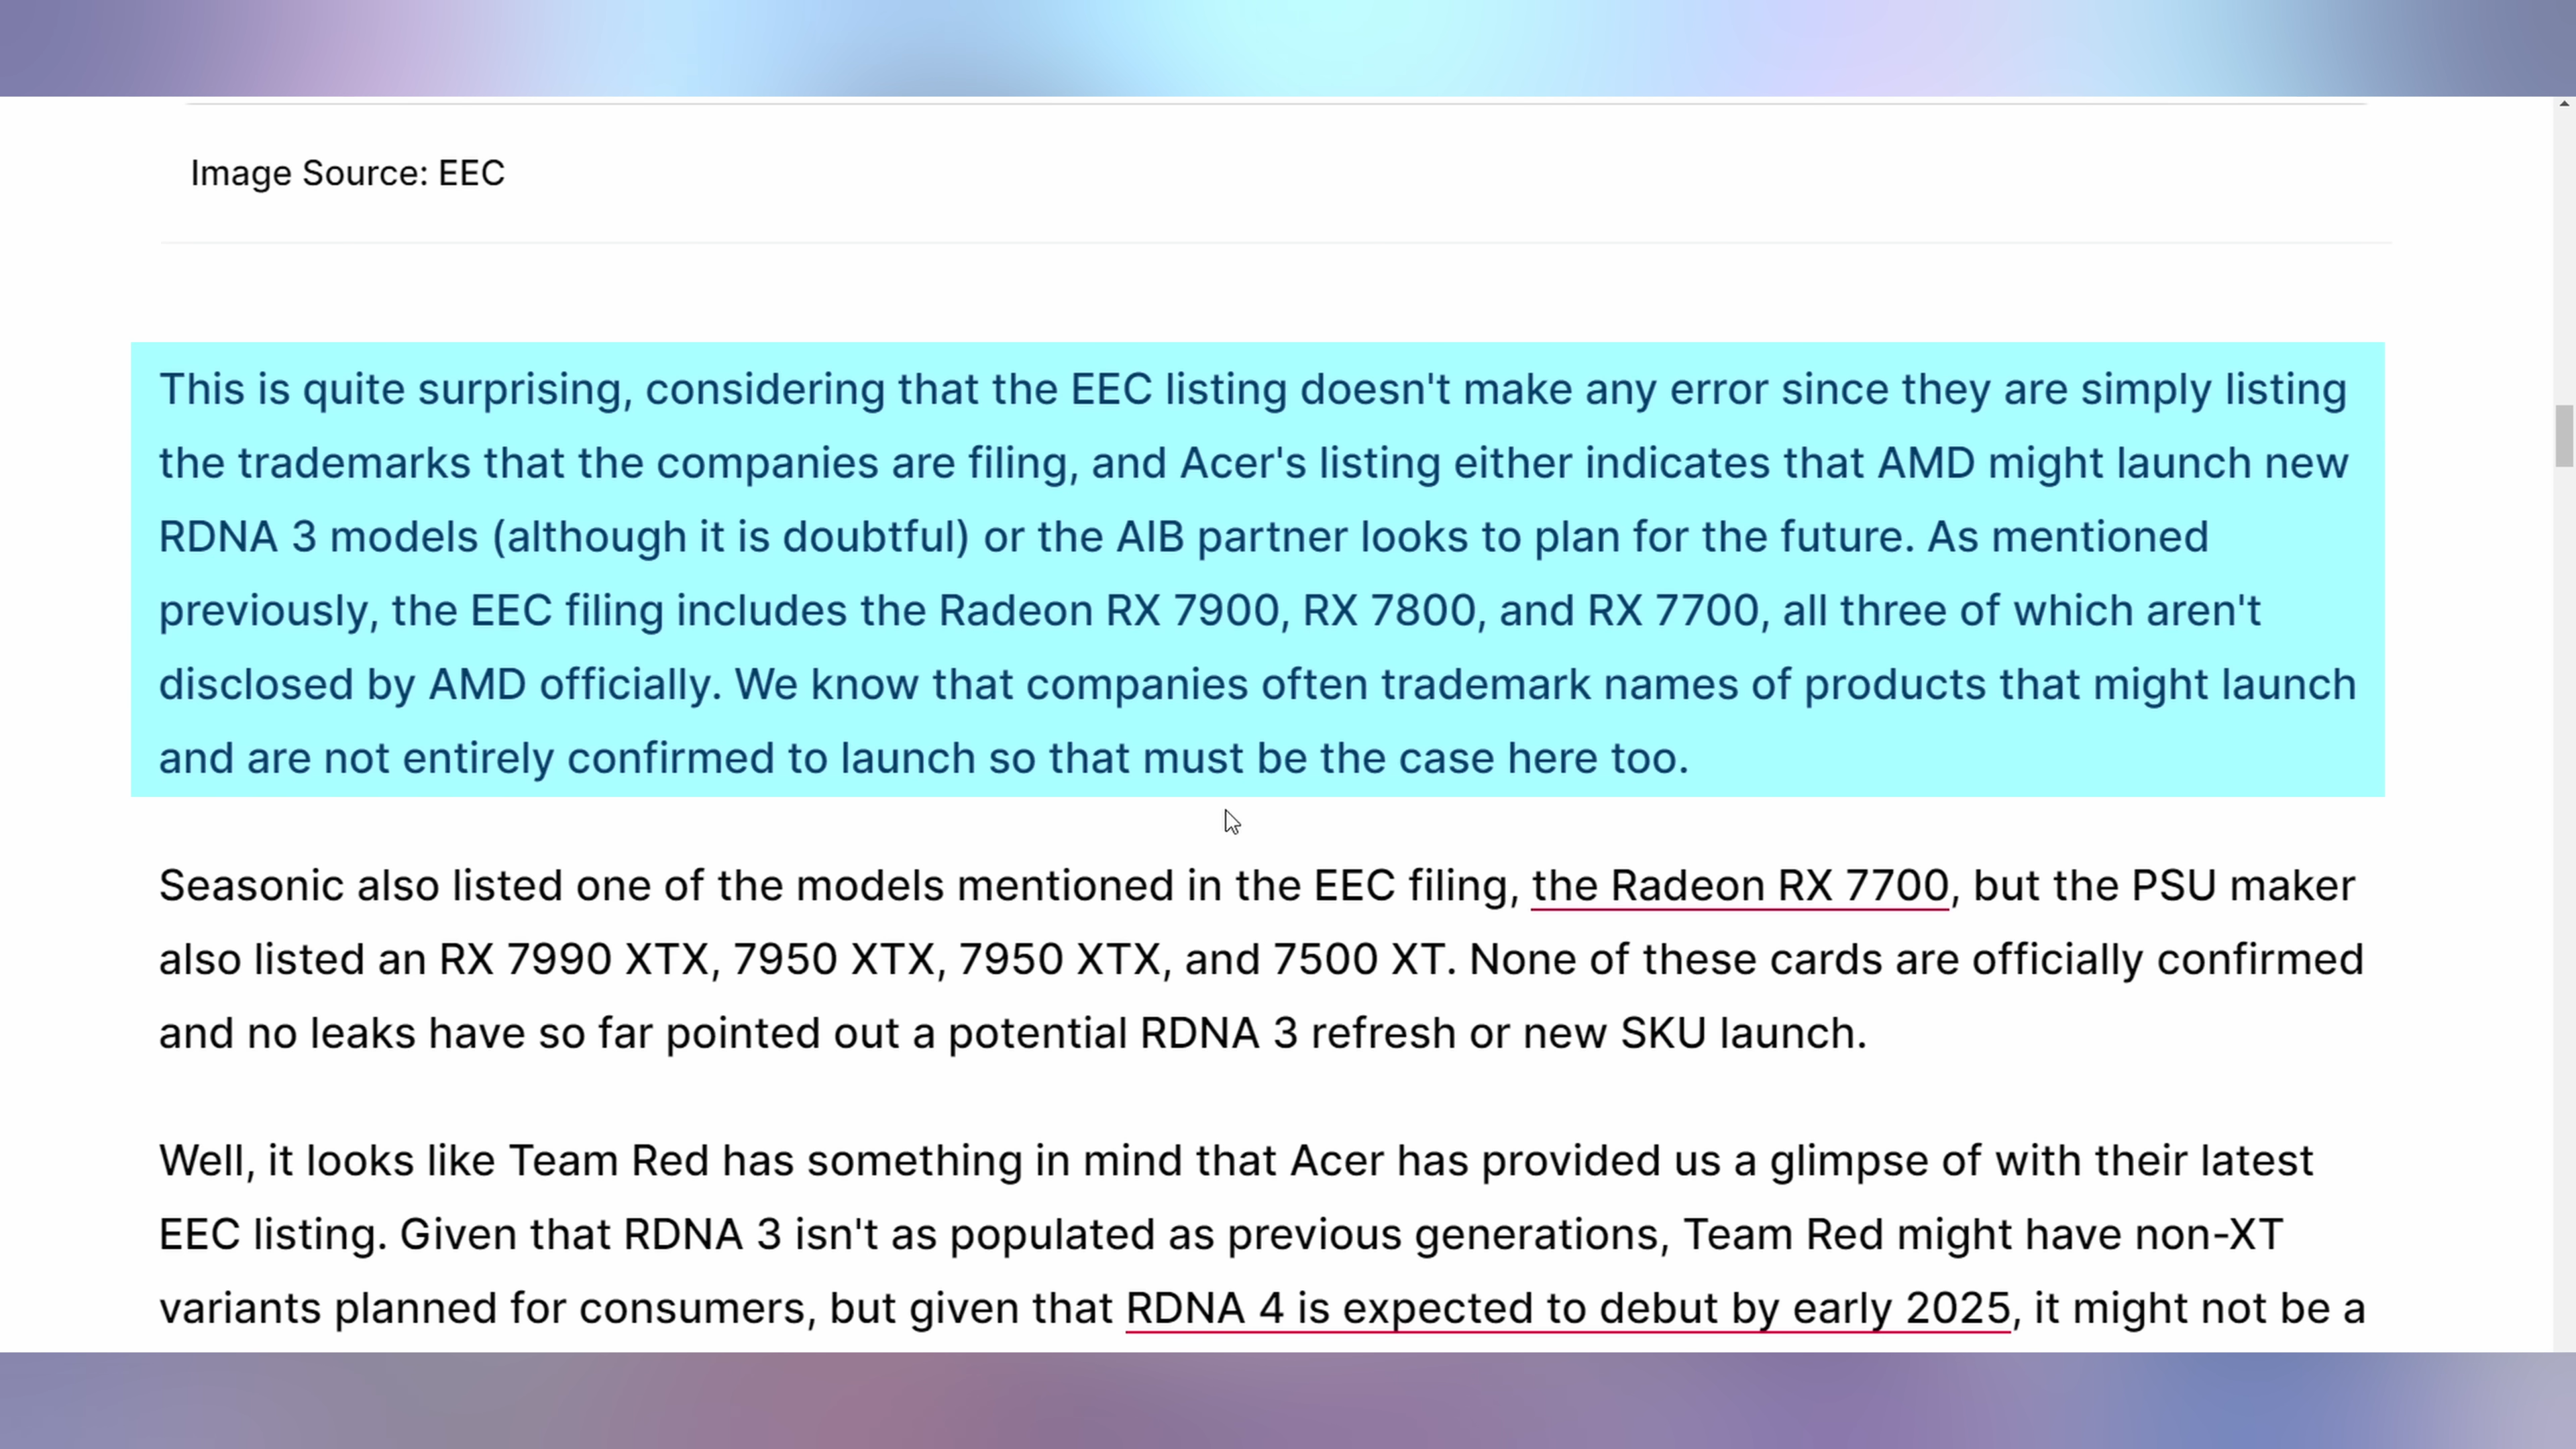 Image Source: EEC
This is quite surprising, considering that the EEC listing doesn't make any error since they are simply listing
the trademarks that the companies are filing, and Acer's listing either indicates that AMD might launch new
RDNA 3 models (although it is doubtful) or the AIB partner looks to plan for the future. As mentioned
previously, the EEC filing includes the Radeon RX 7900, RX 7800, and RX 7700, all three of which aren't
disclosed by AMD officially. We know that companies often trademark names of products that might launch
and are not entirely confirmed to launch so that must be the case here too.
Seasonic also listed one of the models mentioned in the EEC filing, the Radeon RX 7700, but the PSU maker
also listed an RX 7990 XTX, 7950 XTX, 7950 XTX, and 7500 XT. None of these cards are officially confirmed
and no leaks have so far pointed out a potential RDNA 3 refresh or new SKU launch.
Well, it looks like Team Red has something in mind that Acer has provided us a glimpse of with their latest
EEC listing. Given that RDNA 3 isn't as populated as previous generations, Team Red might have non-XT
variants planned for consumers, but given that RDNA 4 is expected to debut by early 2025, it might not be a